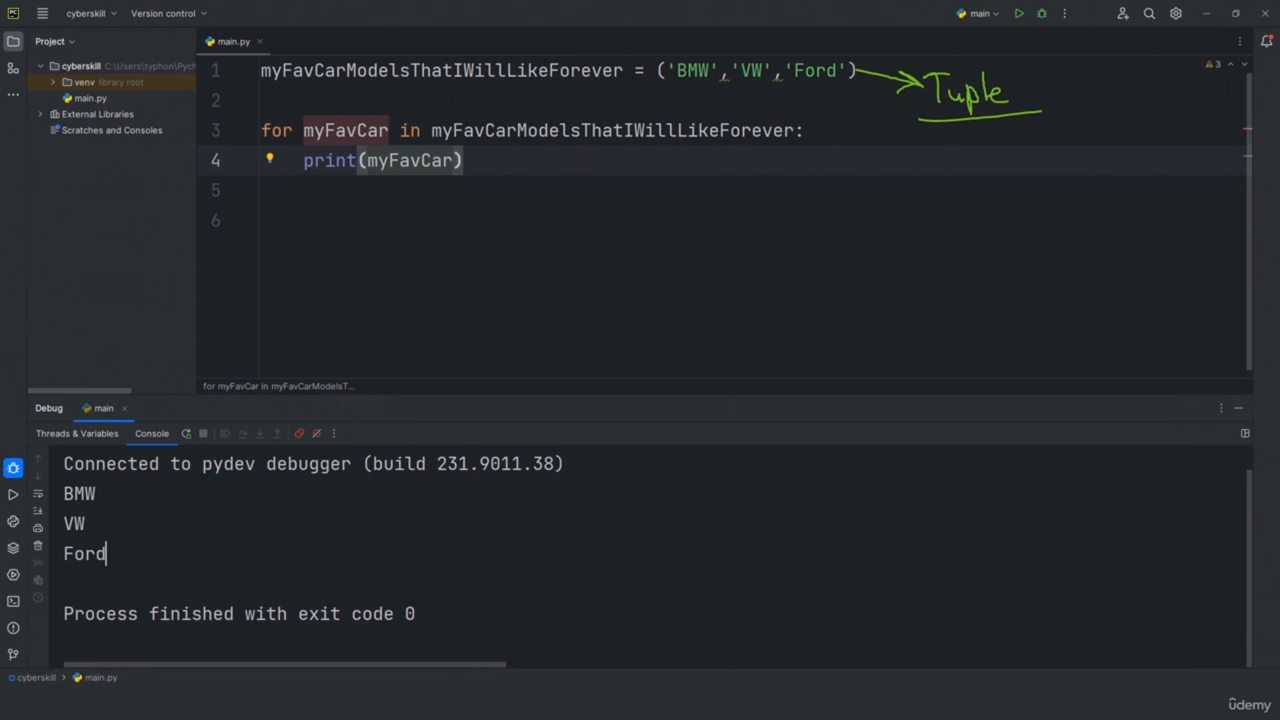 PC
cyberskill
Version control
main
Project
main.py
cyberskill C:\Users\typhon\Pych
venv library root
main.py
External Libraries
Scratches and Consoles
1 myFavCarModelsThatIWillLikeForever = ('BMW','VW','Ford')
Tuple
3
2
3 for myFavCar in myFavCarModelsThatIWillLikeForever:
4 print(myFavCar)
5
6
for myFavCar in myFavCarModelsT...
Debug main
Threads & Variables Console
Connected to pydev debugger (build 231.9011.38)
BMW
VW
Ford
Process finished with exit code 0
cyberskill > main.py
ûdemy